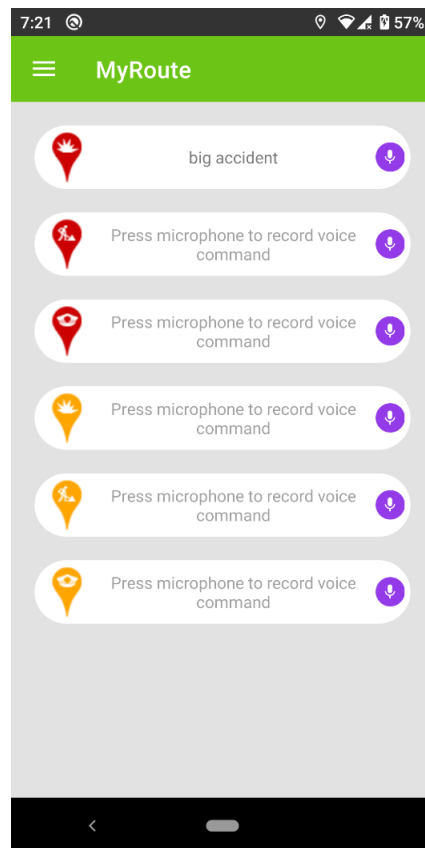 7:21
57%
MyRoute
big accident
Press microphone to record voice
command
Press microphone to record voice
command
Press microphone to record voice
command
Press microphone to record voice
command
Press microphone to record voice
command